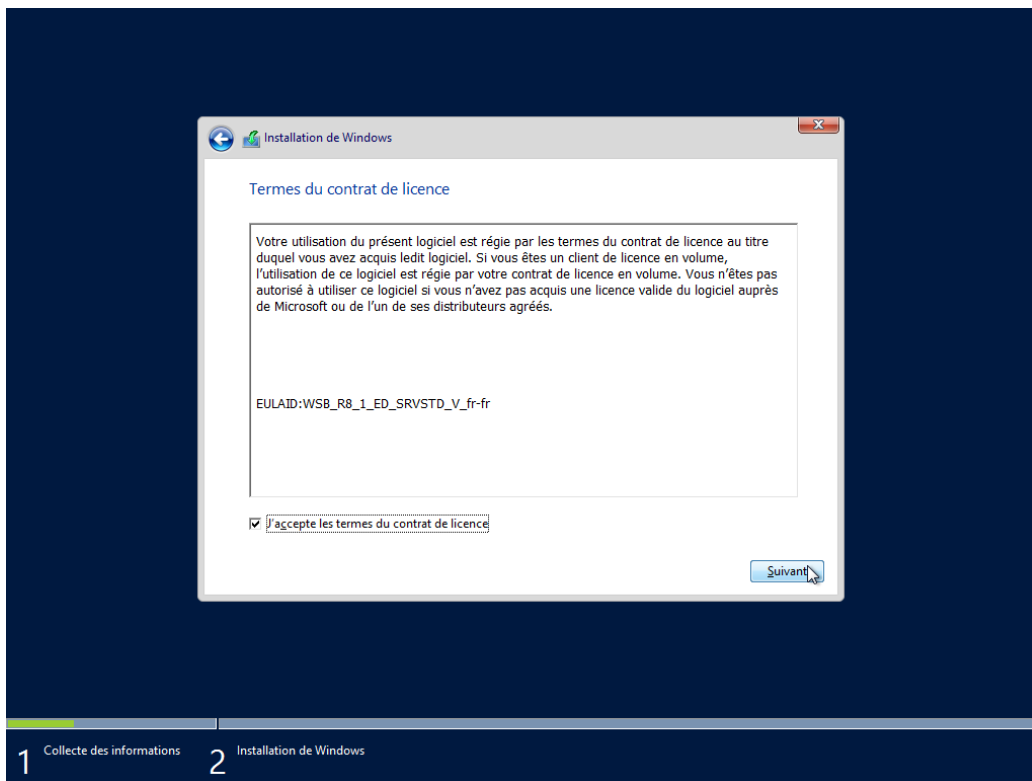 Installation de Windows
Termes du contrat de licence
Votre utilisation du présent logiciel est régie par les termes du contrat de licence au titre
duquel vous avez acquis ledit logiciel. Si vous êtes un client de licence en volume,
l’utilisation de ce logiciel est régie par votre contrat de licence en volume. Vous n’êtes pas
autorisé à utiliser ce logiciel si vous n’avez pas acquis une licence valide du logiciel auprès
de Microsoft ou de l’un de ses distributeurs agréés.
EULAID:WSB_R8_1_ED_SRVSTD_V_fr-fr
J'accepte les termes du contrat de licence
Suivant
1 Collecte des informations 2 Installation de Windows